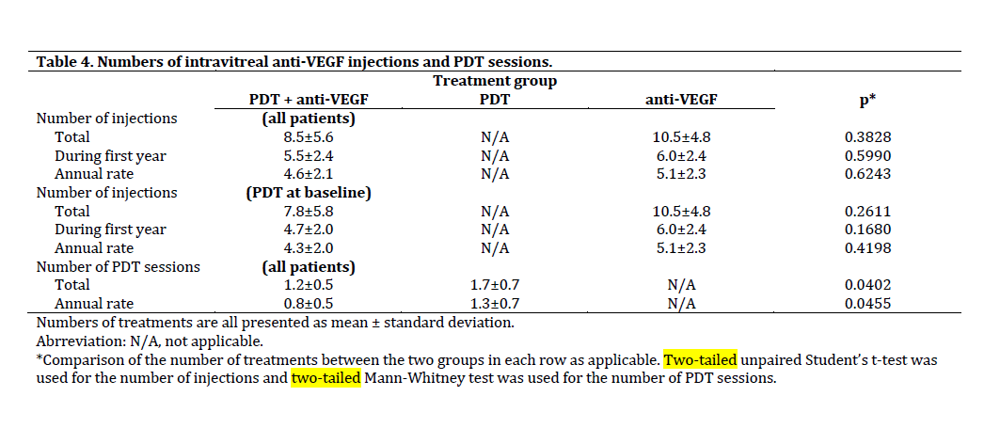 Table 4. Numbers of intravitreal anti-VEGF injections and PDT sessions.
Treatment group
PDT + anti-VEGF PDT anti-VEGF p*
Number of injections (all patients)
Total 8.5±5.6 N/A 10.5±4.8 0.3828
During first year 5.5±2.4 N/A 6.0±2.4 0.5990
Annual rate 4.6±2.1 N/A 5.1±2.3 0.6243
Number of injections (PDT at baseline)
Total 7.8±5.8 N/A 10.5±4.8 0.2611
During first year 4.7±2.0 N/A 6.0±2.4 0.1680
Annual rate 4.3±2.0 N/A 5.1±2.3 0.4198
Number of PDT sessions (all patients)
Total 1.2±0.5 1.7±0.7 N/A 0.0402
Annual rate 0.8±0.5 1.3±0.7 N/A 0.0455
Numbers of treatments are all presented as mean ± standard deviation.
Abrreviation: N/A, not applicable.
*Comparison of the number of treatments between the two groups in each row as applicable. Two-tailed unpaired Student’s t-test was
used for the number of injections and two-tailed Mann-Whitney test was used for the number of PDT sessions.